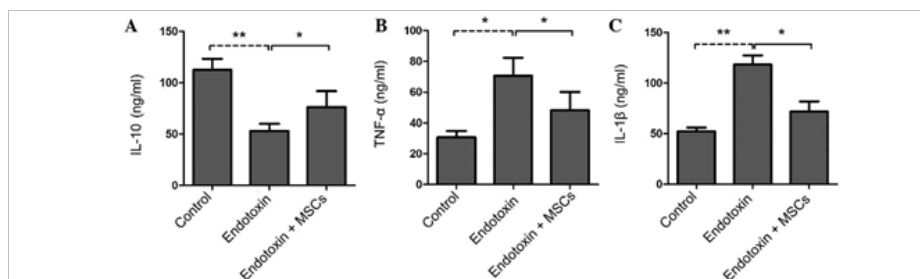 A
IL-10 (ng/ml)
150
100
50
0
** *
Control
Endotoxin
Endotoxin + MSCs
B
TNF-α (ng/ml)
100
80
60
40
20
0
* *
Control
Endotoxin
Endotoxin + MSCs
C
IL-1β (ng/ml)
150
100
50
0
** *
Control
Endotoxin
Endotoxin + MSCs